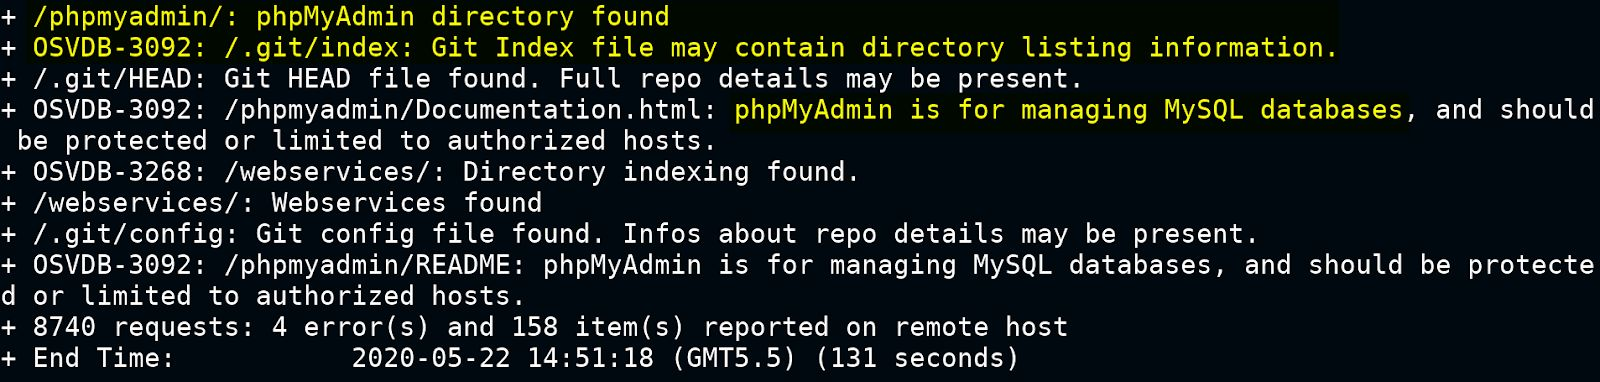 + /phpmyadmin/: phpMyAdmin directory found
+ OSVDB-3092: /.git/index: Git Index file may contain directory listing information.
+ /.git/HEAD: Git HEAD file found. Full repo details may be present.
+ OSVDB-3092: /phpmyadmin/Documentation.html: phpMyAdmin is for managing MySQL databases, and should
 be protected or limited to authorized hosts.
+ OSVDB-3268: /webservices/: Directory indexing found.
+ /webservices/: Webservices found
+ /.git/config: Git config file found. Infos about repo details may be present.
+ OSVDB-3092: /phpmyadmin/README: phpMyAdmin is for managing MySQL databases, and should be protecte
d or limited to authorized hosts.
+ 8740 requests: 4 error(s) and 158 item(s) reported on remote host
+ End Time:           2020-05-22 14:51:18 (GMT5.5) (131 seconds)